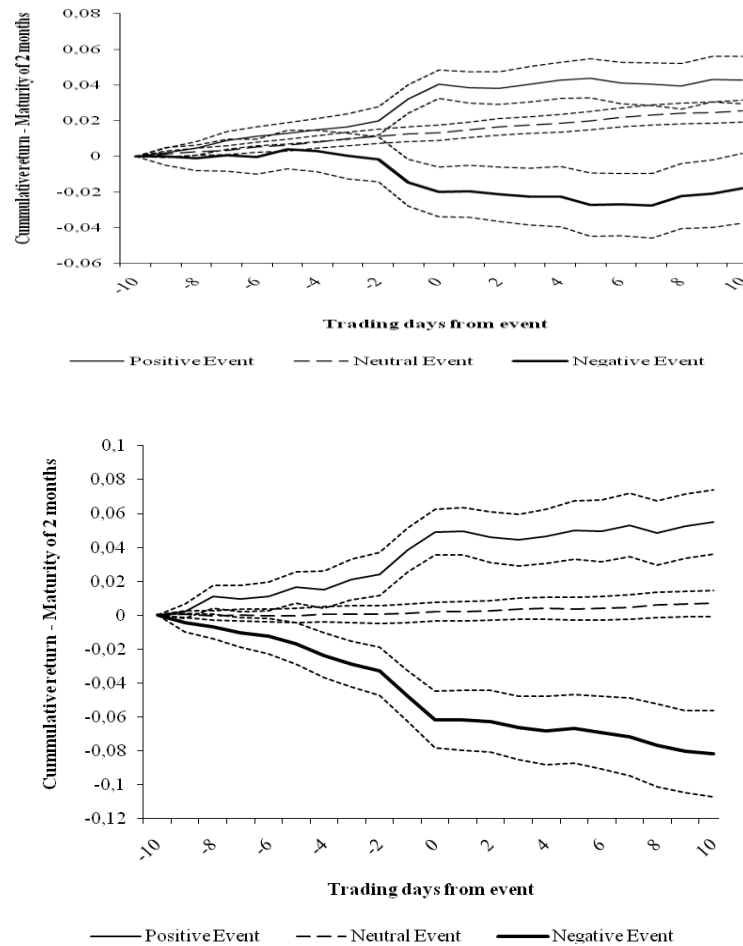 Cummulative return - Maturity of 2 months
0,08
0,06
0,04
0,02
0
-0,02
-0,04
-0,06
-10 -8 -6 -4 -2 0 2 4 6 8 10
Trading days from event
Positive Event Neutral Event Negative Event
Cummulative return - Maturity of 2 months
0,1
0,08
0,06
0,04
0,02
0
-0,02
-0,04
-0,06
-0,08
-0,1
-0,12
-10 -8 -6 -4 -2 0 2 4 6 8 10
Trading days from event
Positive Event Neutral Event Negative Event